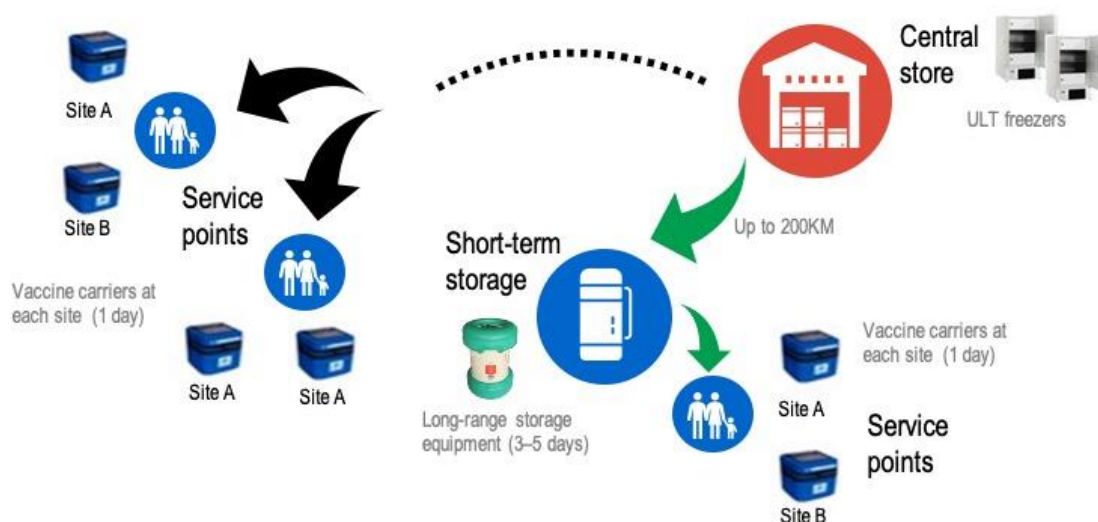 Central
store
ULT freezers
Site A
Site B
Service
points
Vaccine carriers at
each site (1 day)
Site A
Site A
Up to 200KM
Short-term
storage
Long-range storage
equipment (3–5 days)
Vaccine carriers at
each site (1 day)
Site A
Service
points
Site B